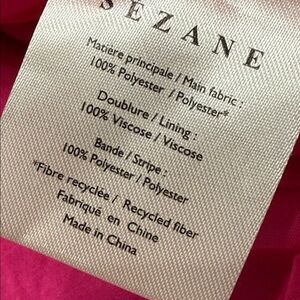 SÉZANE
Matière principale / Main fabric :
100% Polyester / Polyester*
Doublure / Lining :
100% Viscose / Viscose
Bande / Stripe :
100% Polyester / Polyester
*Fibre recyclée / Recycled fiber
Fabriqué en Chine
Made in China